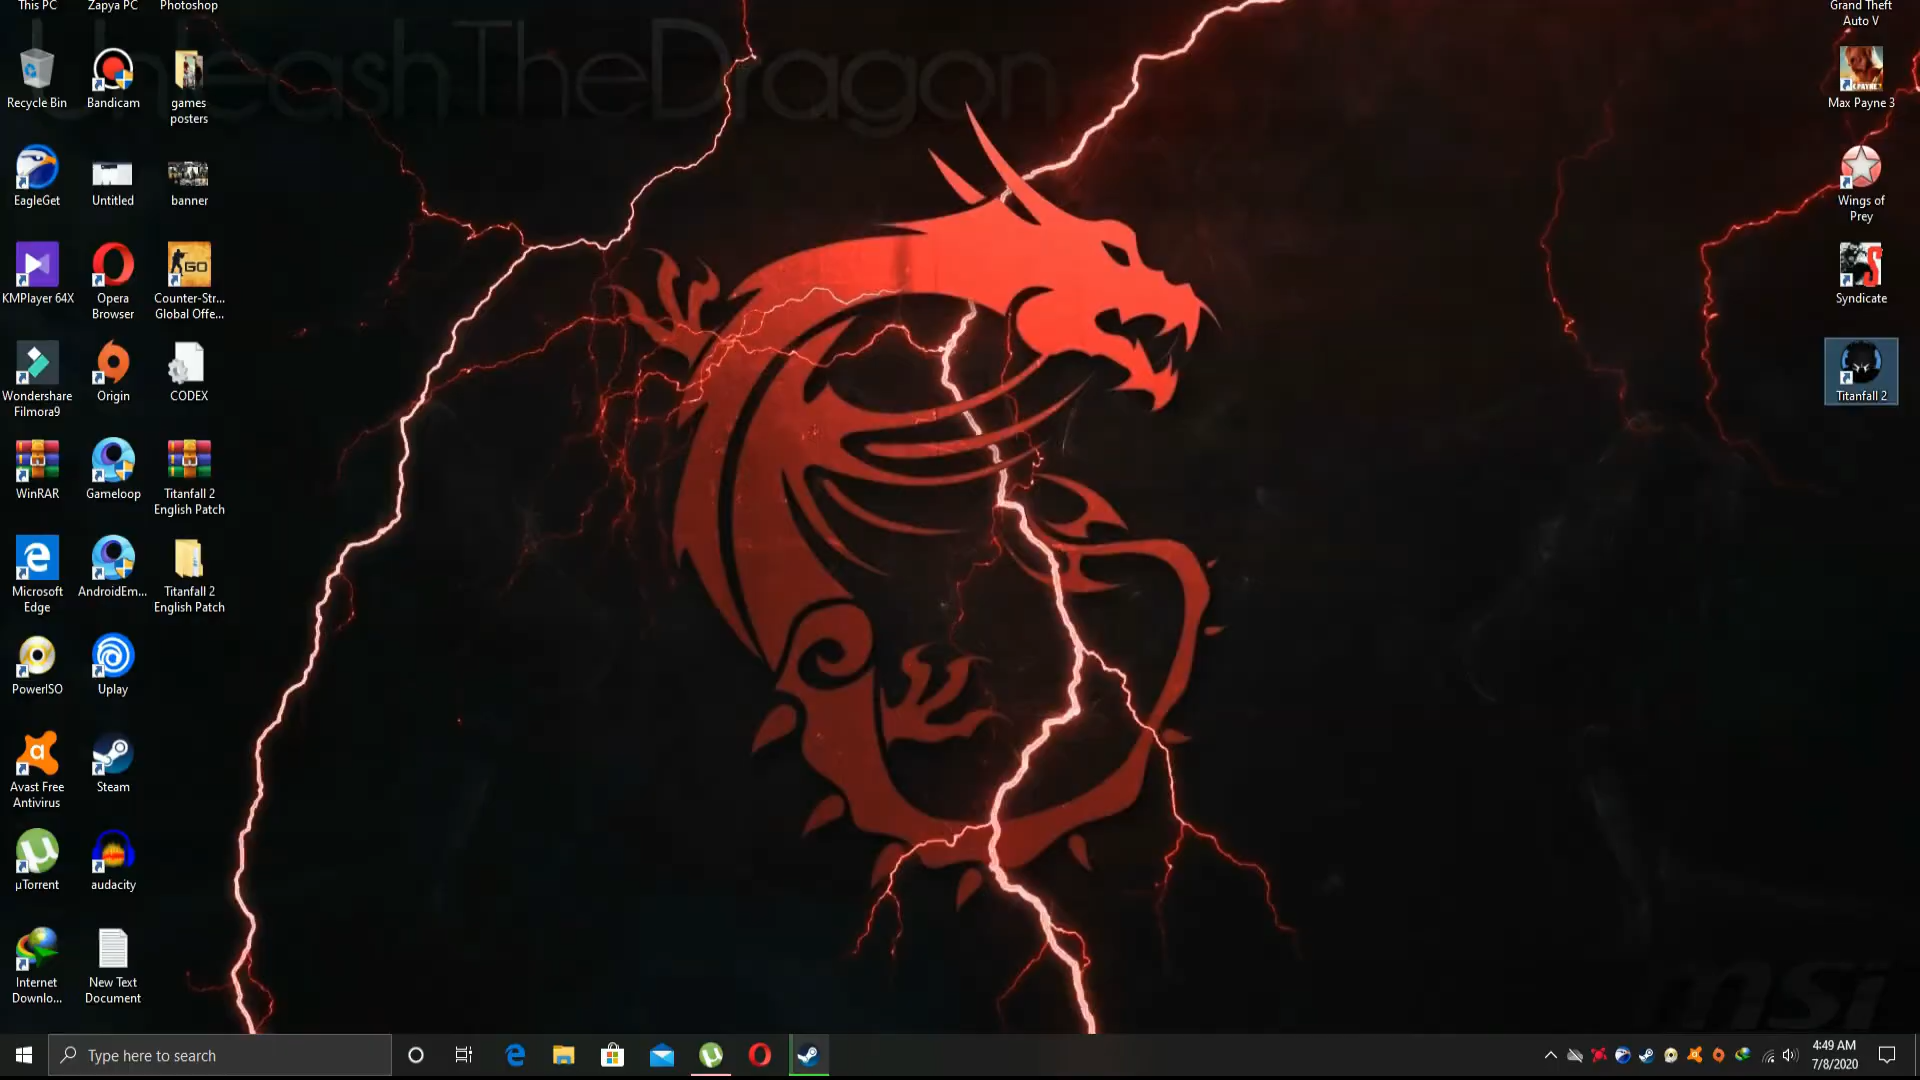 This PC
Zapya PC
Photoshop
Grand Theft
Auto V
UnleashTheDragon
Recycle Bin
Bandicam
games
posters
Max Payne 3
EagleGet
Untitled
banner
Wings of
Prey
KMPlayer 64X
Opera
Browser
GO
Counter-Str...
Global Offe...
Syndicate
Wondershare
Filmora9
Origin
CODEX
Titanfall 2
WinRAR
Gameloop
Titanfall 2
English Patch
Microsoft
Edge
AndroidEm...
Titanfall 2
English Patch
PowerISO
Uplay
Avast Free
Antivirus
Steam
µTorrent
audacity
Internet
Downlo...
New Text
Document
msi
Type here to search
4:49 AM
7/8/2020